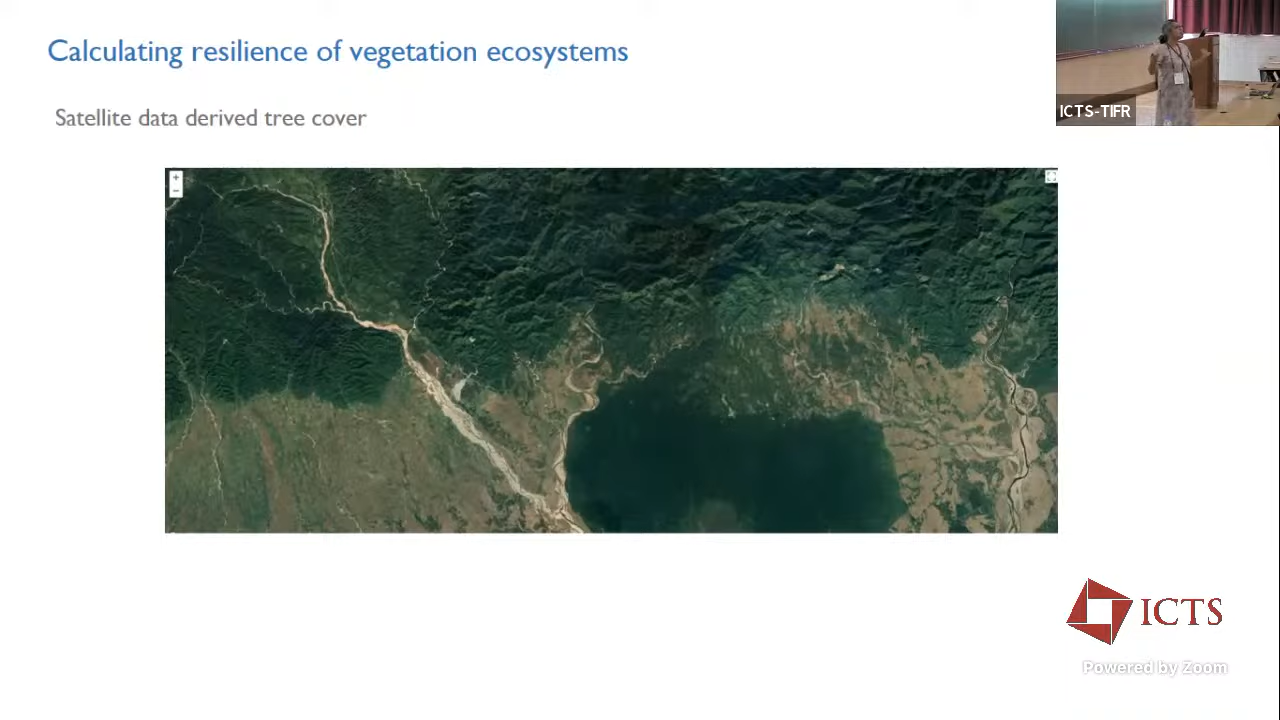 Calculating resilience of vegetation ecosystems
Satellite data derived tree cover
ICTS-TIFR
+
−
ICTS
Powered by Zoom